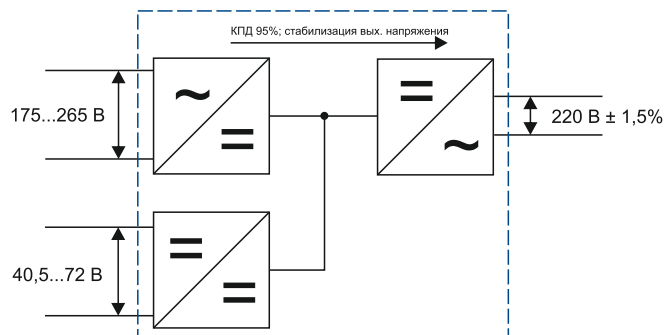 КПД 95%; стабилизация вых. напряжения
175...265 В
220 В ± 1,5%
40,5...72 В